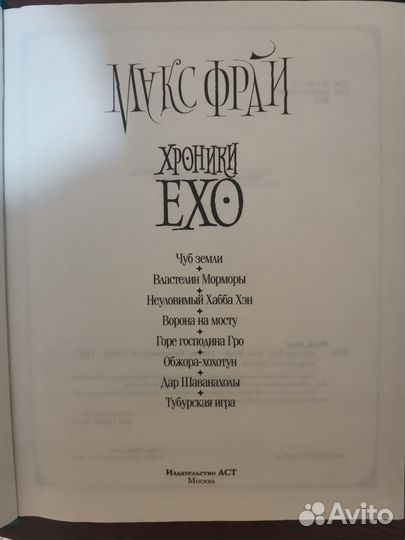 МАКС ФРАЙ
ХРОНИКИ
ЕХО
Чуб земли
Властелин Морморы
Неуловимый Хабба Хэн
Ворона на мосту
Горе господина Гро
Обжора-хохотун
Дар Шаванахолы
Тубурская игра
Издательство АСТ
Москва
Avito